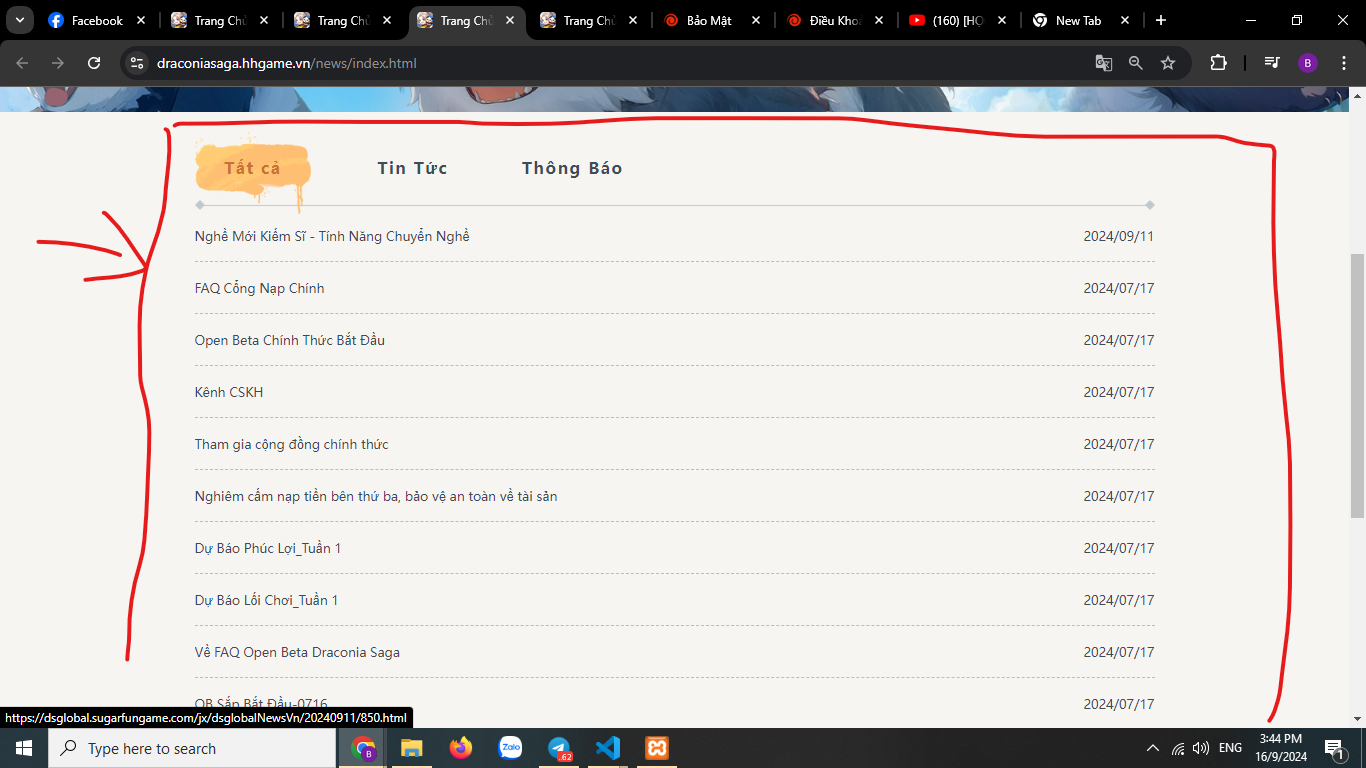 Facebook
Trang Chủ
Trang Chủ
Trang Chủ
Trang Chủ
Bảo Mật
Điều Khoả
(160) [HO
New Tab
draconiasaga.hhgame.vn/news/index.html
B
Tất cả
Tin Tức
Thông Báo
Nghề Mới Kiếm Sĩ - Tính Năng Chuyển Nghề 2024/09/11
FAQ Cổng Nạp Chính 2024/07/17
Open Beta Chính Thức Bắt Đầu 2024/07/17
Kênh CSKH 2024/07/17
Tham gia cộng đồng chính thức 2024/07/17
Nghiêm cấm nạp tiền bên thứ ba, bảo vệ an toàn về tài sản 2024/07/17
Dự Báo Phúc Lợi_Tuần 1 2024/07/17
Dự Báo Lối Chơi_Tuần 1 2024/07/17
Về FAQ Open Beta Draconia Saga 2024/07/17
OB Sắp Bắt Đầu-0716 2024/07/17
https://dsglobal.sugarfungame.com/jx/dsglobalNewsVn/20240911/850.html
Type here to search
B
Zalo
.62
ENG
3:44 PM
16/9/2024
1